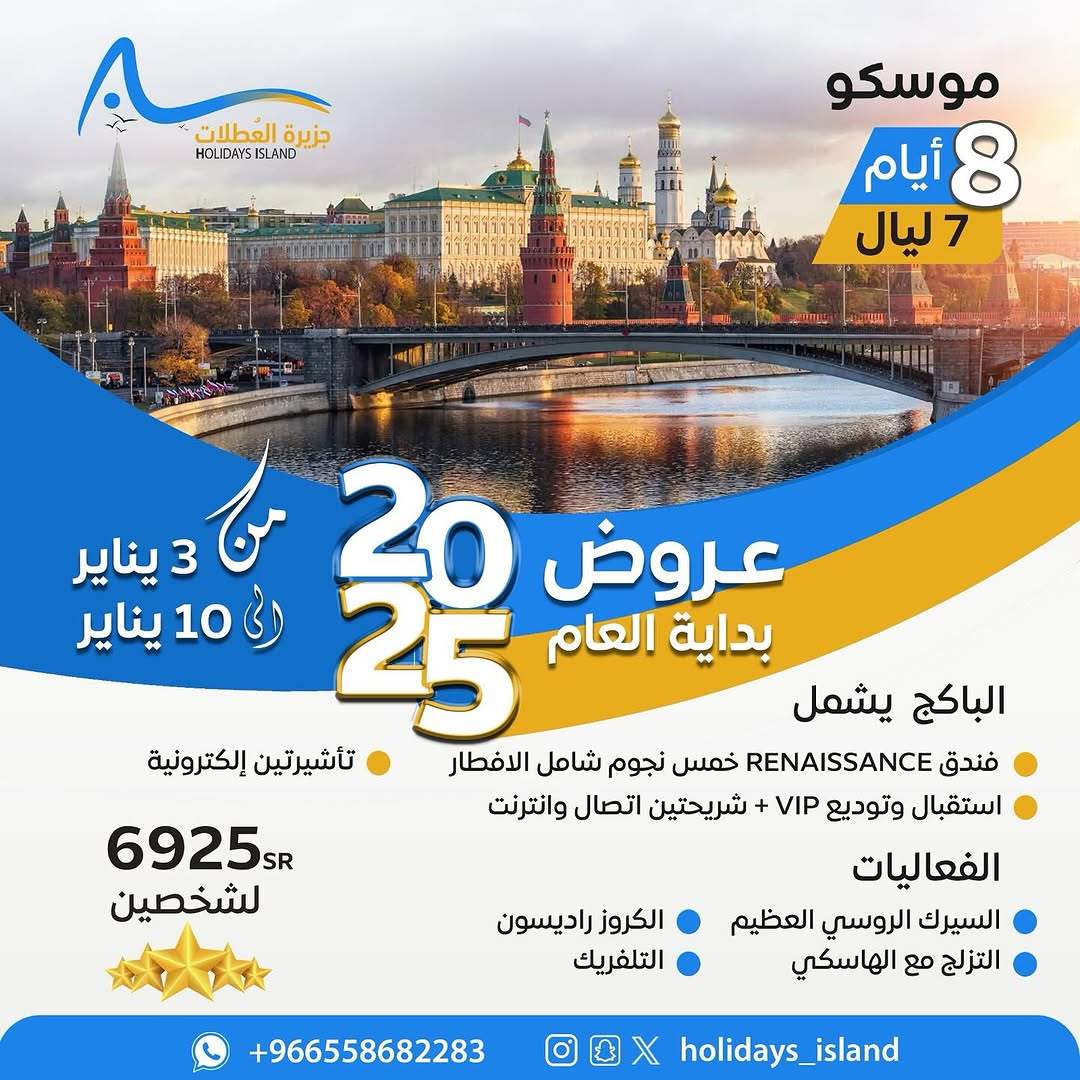 جزيرة العُطلات
HOLIDAYS ISLAND
موسكو
8 أيام
7 ليال
عروض
بداية العام
2025
من 3 يناير
الى 10 يناير
الباكج يشمل
فندق RENAISSANCE خمس نجوم شامل الافطار
تأشيرتين إلكترونية
استقبال وتوديع VIP + شريحتين اتصال وانترنت
الفعاليات
السيرك الروسي العظيم
الكروز راديسون
التزلج مع الهاسكي
التلفريك
6925SR
لشخصين
+966558682283
holidays_island